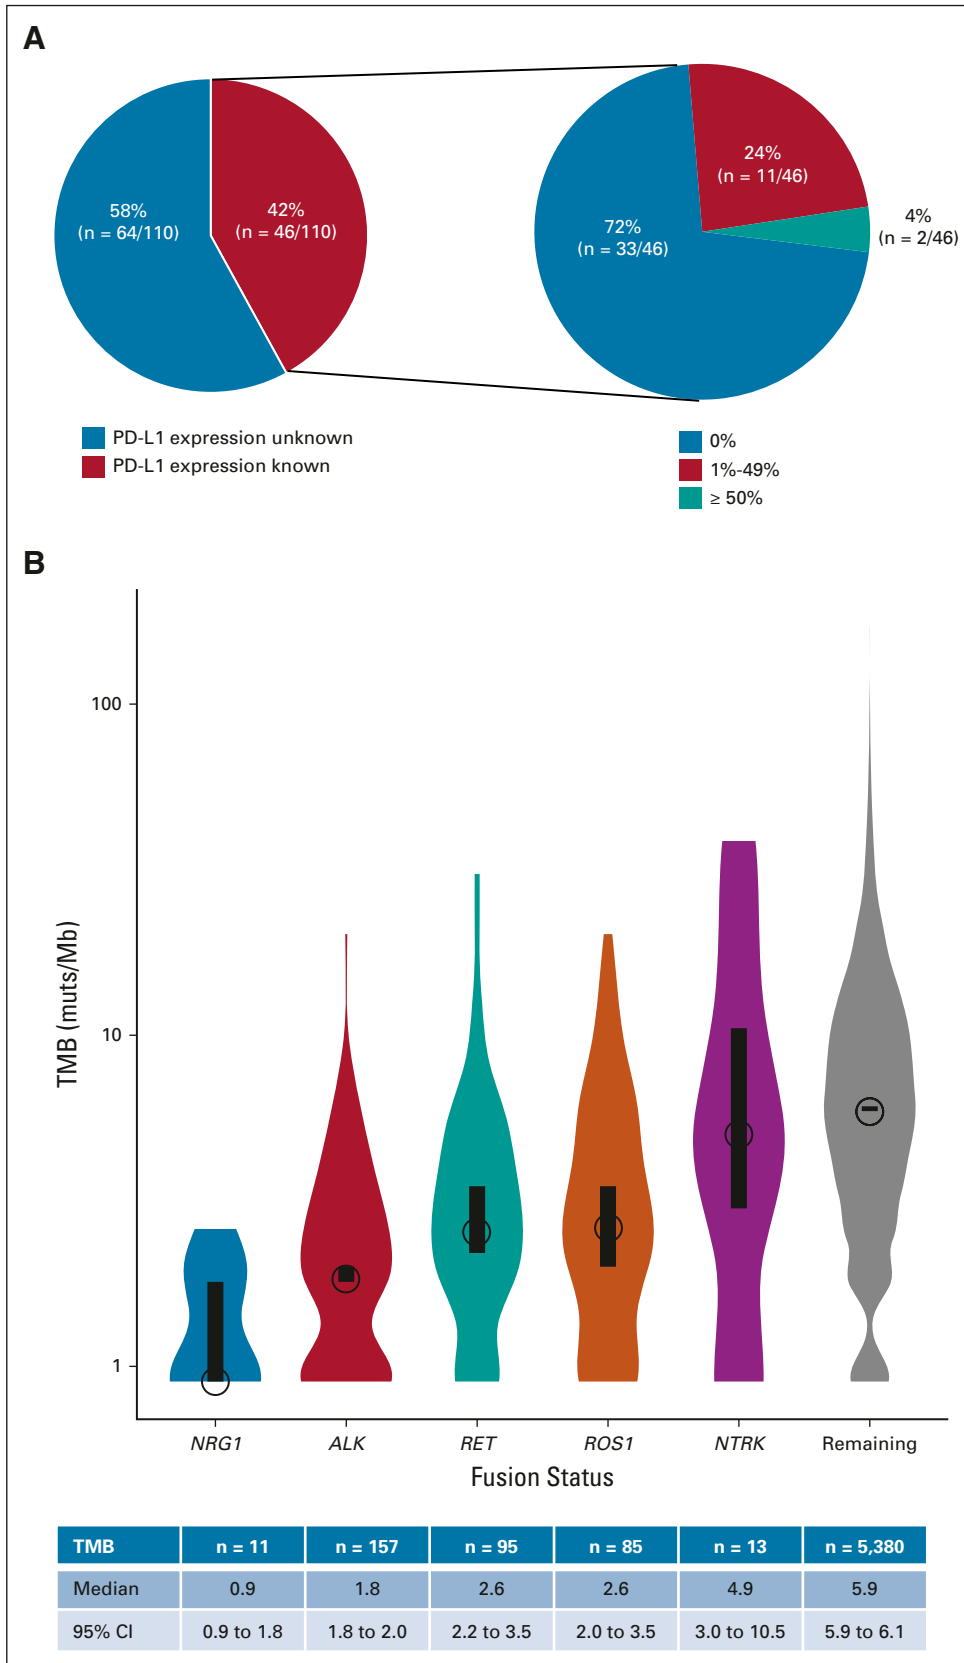 A
58%
(n = 64/110)
42%
(n = 46/110)
24%
(n = 11/46)
72%
(n = 33/46)
4%
(n = 2/46)
PD-L1 expression unknown
PD-L1 expression known
0%
1%-49%
≥ 50%
B
TMB (muts/Mb)
100
10
1
NRG1 ALK RET ROS1 NTRK Remaining
Fusion Status
TMB n = 11 n = 157 n = 95 n = 85 n = 13 n = 5,380
Median 0.9 1.8 2.6 2.6 4.9 5.9
95% CI 0.9 to 1.8 1.8 to 2.0 2.2 to 3.5 2.0 to 3.5 3.0 to 10.5 5.9 to 6.1